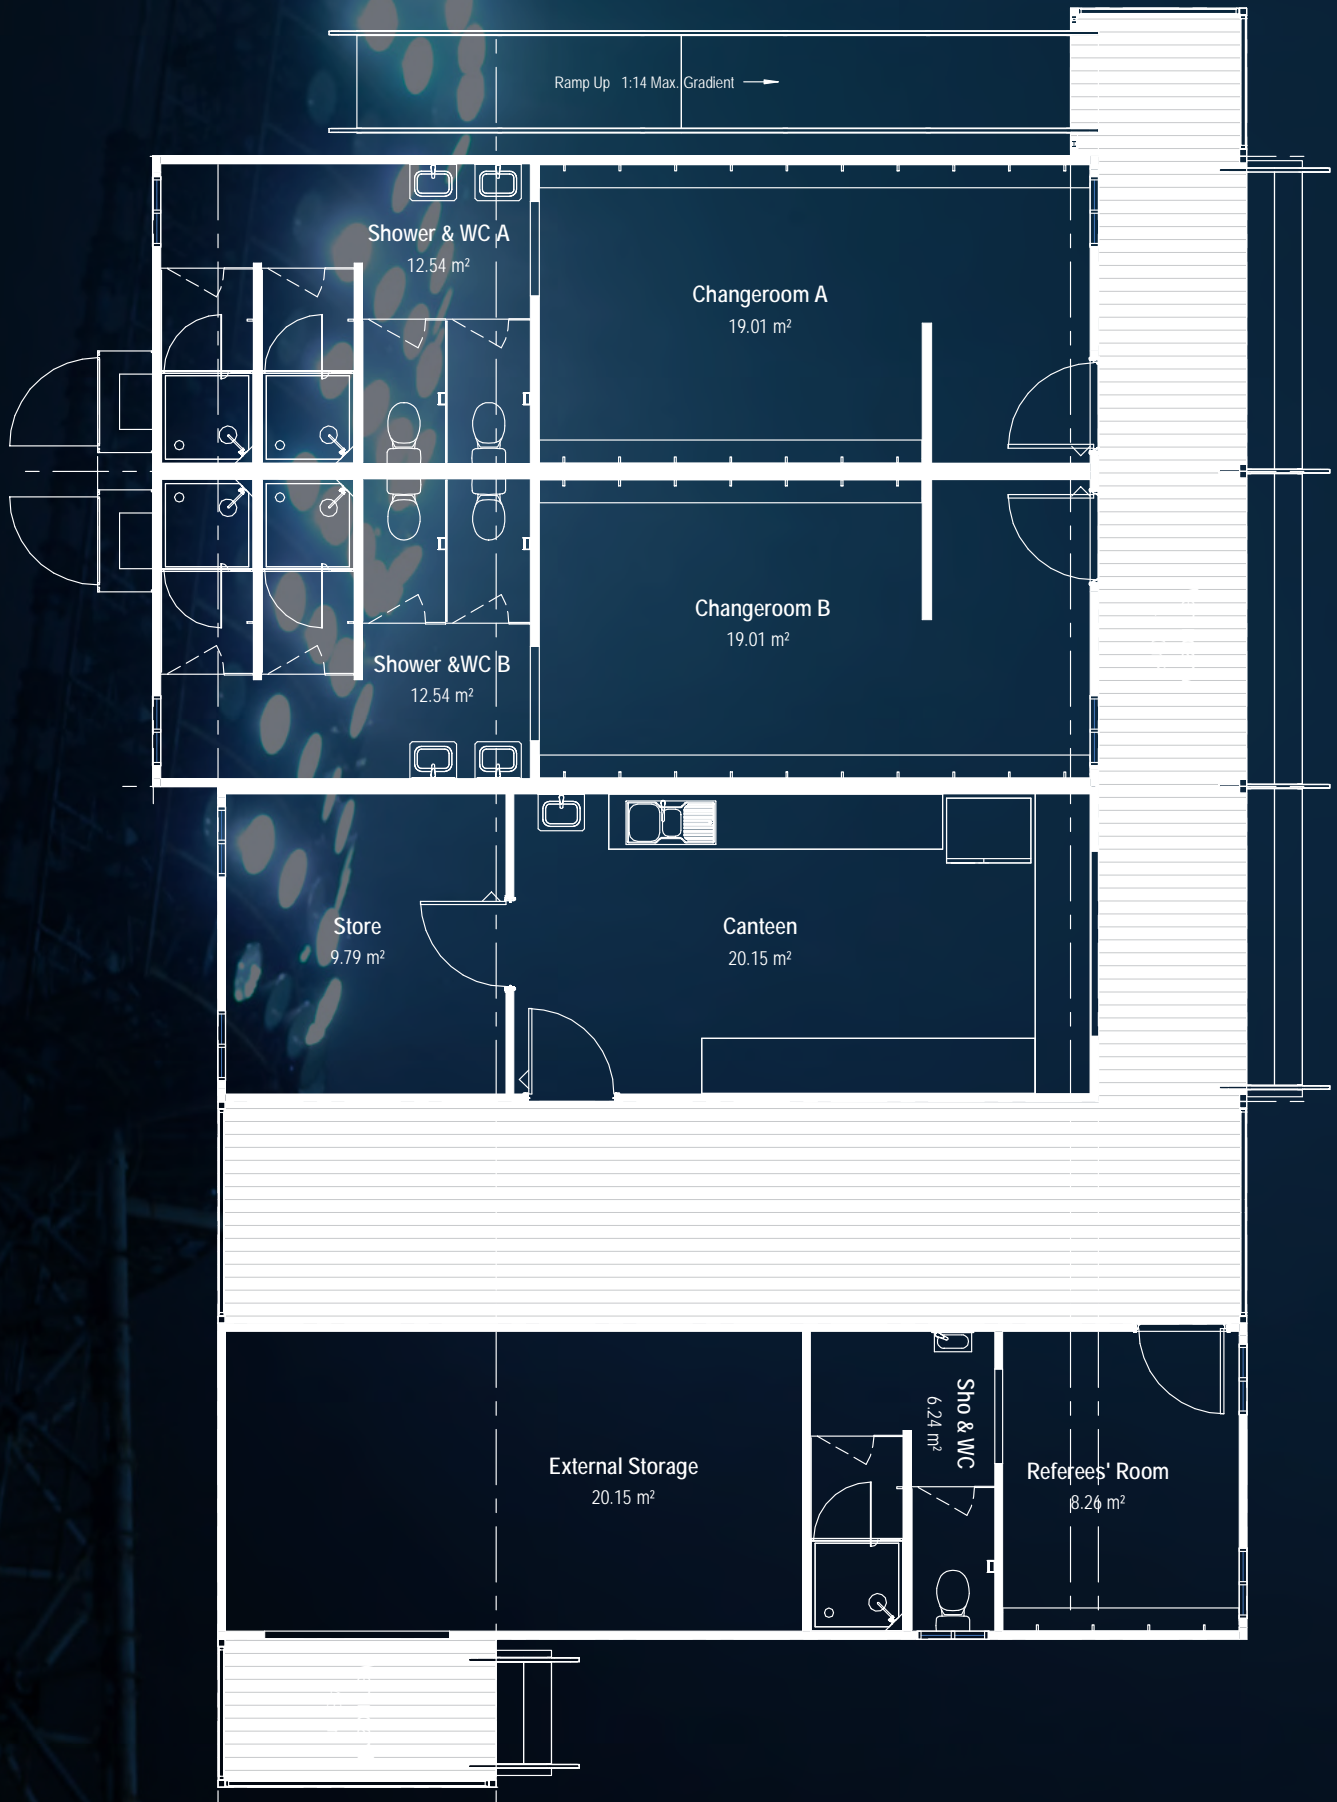 Ramp Up 1:14 Max. Gradient
Shower & WC A
12.54 m²
Changeroom A
19.01 m²
Changeroom B
19.01 m²
Shower &WC B
12.54 m²
Store
9.79 m²
Canteen
20.15 m²
Sho & WC
6.24 m²
External Storage
20.15 m²
Referees' Room
8.26 m²